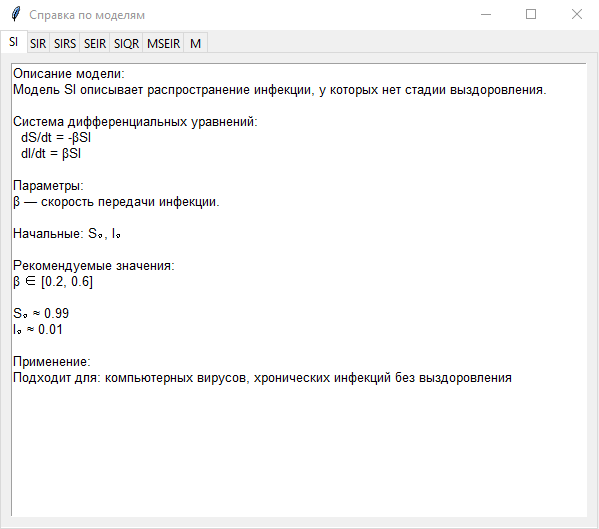 Справка по моделям
SI SIR SIRS SEIR SIQR MSEIR M
Описание модели:
Модель SI описывает распространение инфекции, у которых нет стадии выздоровления.
Система дифференциальных уравнений:
dS/dt = -βSI
dI/dt = βSI
Параметры:
β — скорость передачи инфекции.
Начальные: S₀, I₀
Рекомендуемые значения:
β ∈ [0.2, 0.6]
S₀ ≈ 0.99
I₀ ≈ 0.01
Применение:
Подходит для: компьютерных вирусов, хронических инфекций без выздоровления